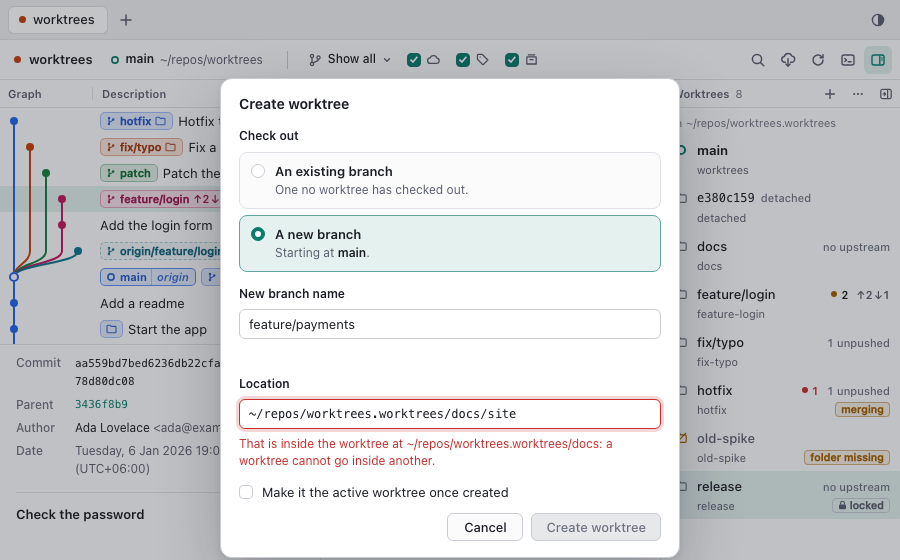 worktrees
worktrees main ~/repos/worktrees Show all
Graph Description
Worktrees 8
~/repos/worktrees.worktrees
hotfix Hotfix
fix/typo Fix a
patch Patch the
feature/login ↑2↓
Add the login form
origin/feature/login
main origin
Add a readme
Start the app
Commit aa559bd7bed6236db22cfa
78d80dc08
Parent 3436f8b9
Author Ada Lovelace <ada@exam
Date Tuesday, 6 Jan 2026 19:0
(UTC+06:00)
Check the password
Create worktree
Check out
An existing branch
One no worktree has checked out.
A new branch
Starting at main.
New branch name
feature/payments
Location
~/repos/worktrees.worktrees/docs/site
That is inside the worktree at ~/repos/worktrees.worktrees/docs: a
worktree cannot go inside another.
Make it the active worktree once created
Cancel Create worktree
main
worktrees
e380c159 detached
detached
docs no upstream
docs
feature/login 2 ↑2↓1
feature-login
fix/typo 1 unpushed
fix-typo
hotfix 1 1 unpushed
hotfix merging
old-spike
old-spike folder missing
release no upstream
release locked